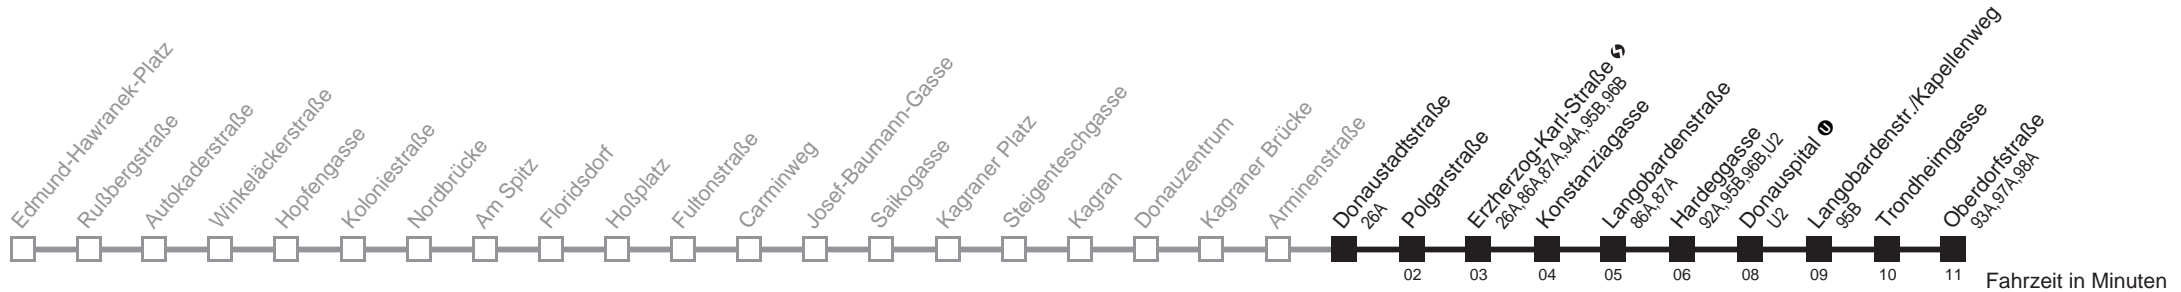 Edmund-Hawranek-Platz
Rußbergstraße
Autokaderstraße
Winkeläckerstraße
Hopfengasse
Koloniestraße
Nordbrücke
Am Spitz
Floridsdorf
Hoßplatz
Fultonstraße
Carminweg
Josef-Baumann-Gasse
Saikogasse
Kagraner Platz
Steigenteschgasse
Kagran
Donauzentrum
Kagraner Brücke
Arminenstraße
Donaustadtstraße
26A
Polgarstraße
Erzherzog-Karl-Straße S
26A,86A,87A,94A,95B,96B
Konstanziagasse
Langobardenstraße
86A,87A
Hardeggasse
92A,95B,96B,U2
Donauspital U
U2
Langobardenstr./Kapellenweg
95B
Trondheimgasse
Oberdorfstraße
93A,97A,98A
02 03 04 05 06 08 09 10 11
Fahrzeit in Minuten